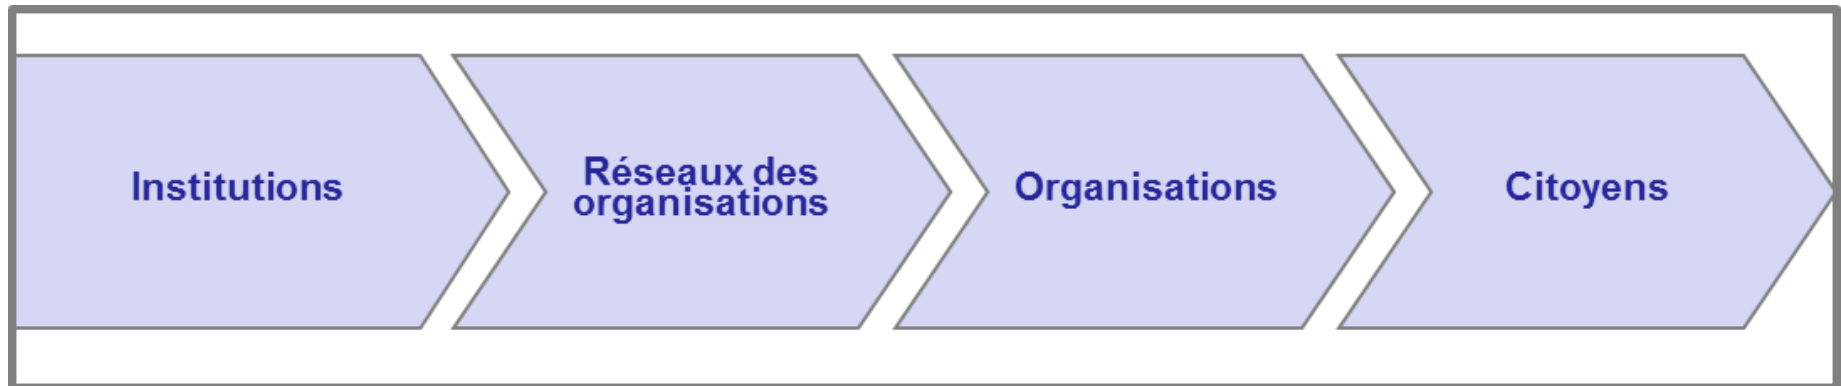 Institutions
Réseaux des
organisations
Organisations
Citoyens